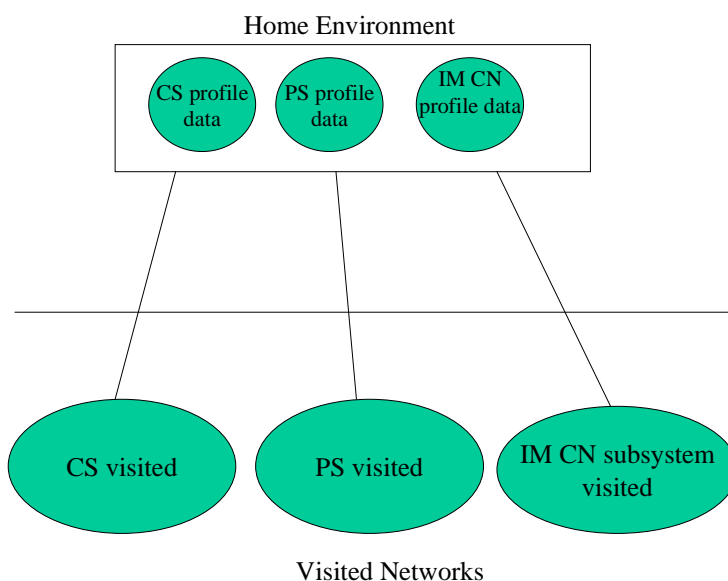 Home Environment
CS profile
data
PS profile
data
IM CN
profile data
CS visited
PS visited
IM CN subsystem
visited
Visited Networks